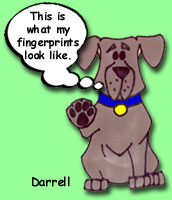 This is
what my
fingerprints
look like.
Darrell